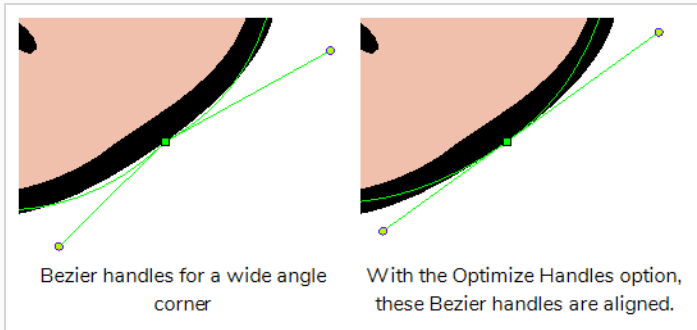 Bezier handles for a wide angle
corner
With the Optimize Handles option,
these Bezier handles are aligned.